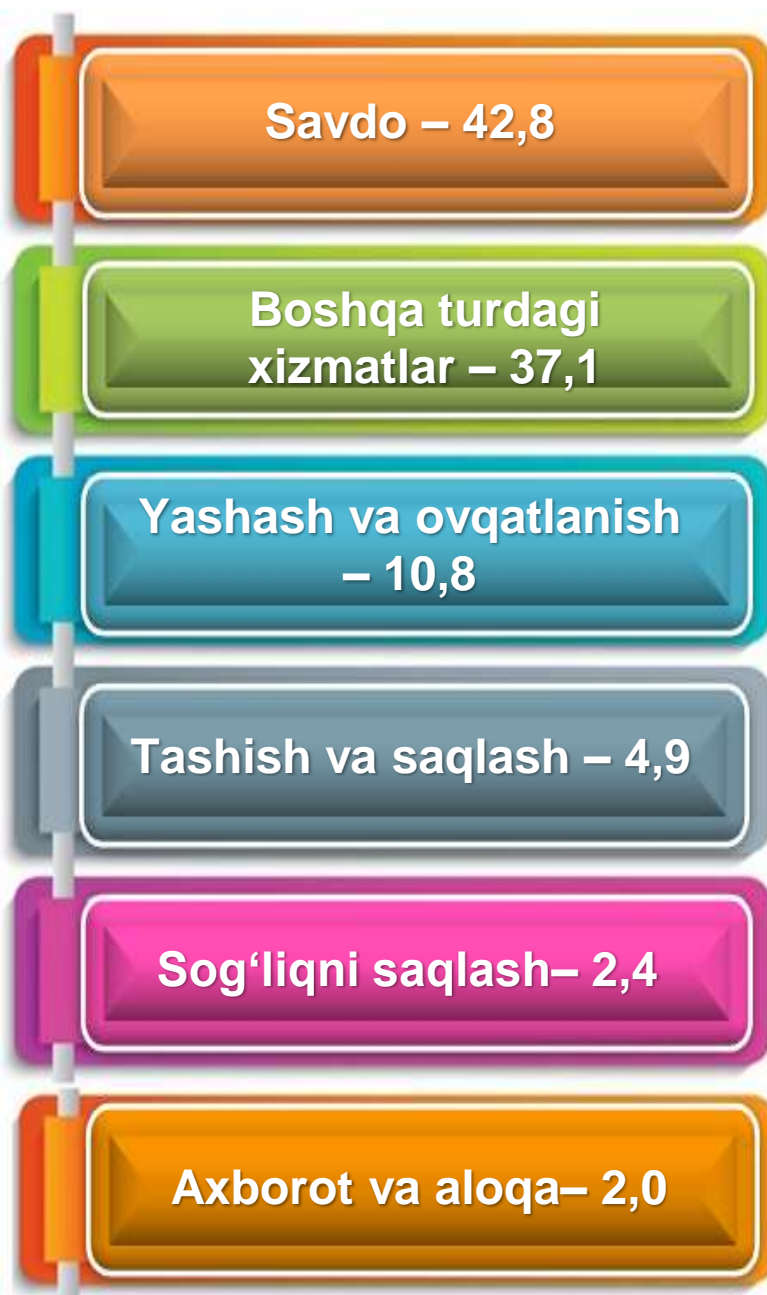 Savdo – 42,8
Boshqa turdagi
xizmatlar – 37,1
Yashash va ovqatlanish
– 10,8
Tashish va saqlash – 4,9
Sog‘liqni saqlash– 2,4
Axborot va aloqa– 2,0